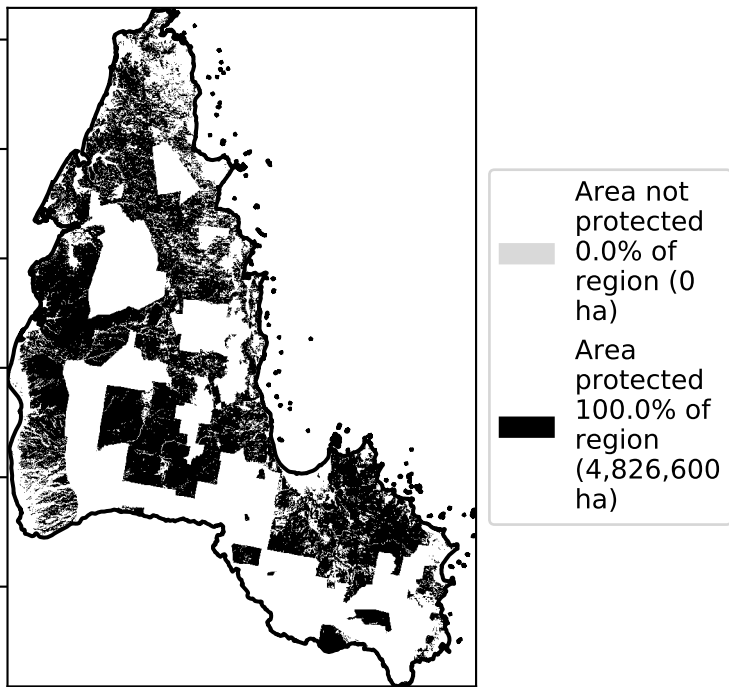 Area not
protected
0.0% of
region (0
ha)
Area
protected
100.0% of
region
(4,826,600
ha)